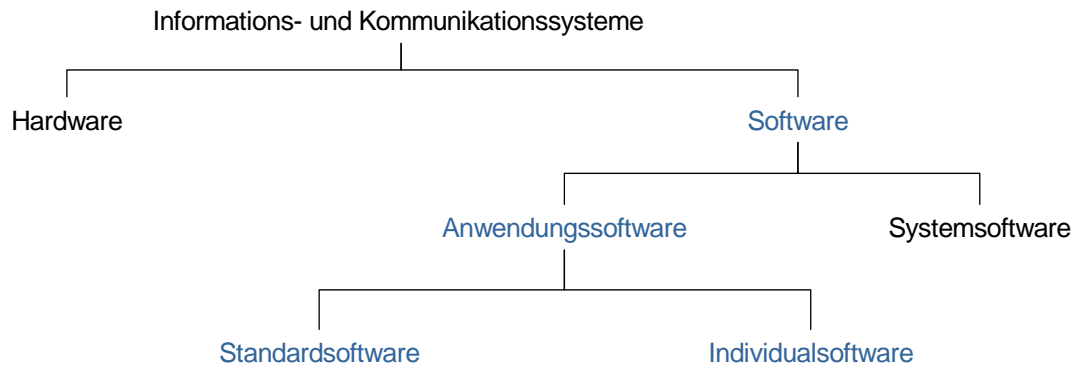 Informations- und Kommunikationssysteme
Hardware
Software
Anwendungssoftware
Systemsoftware
Standardsoftware
Individualsoftware